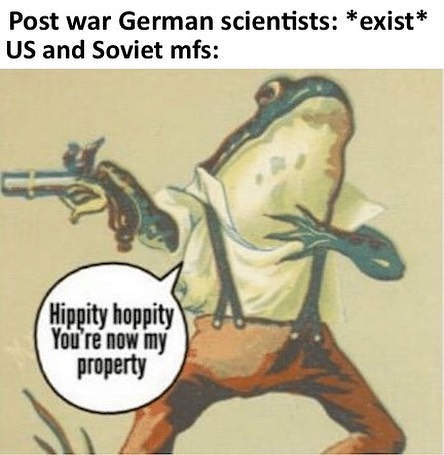 Post war German scientists: *exist*
US and Soviet mfs:
Hippity hoppity
You're now my
property